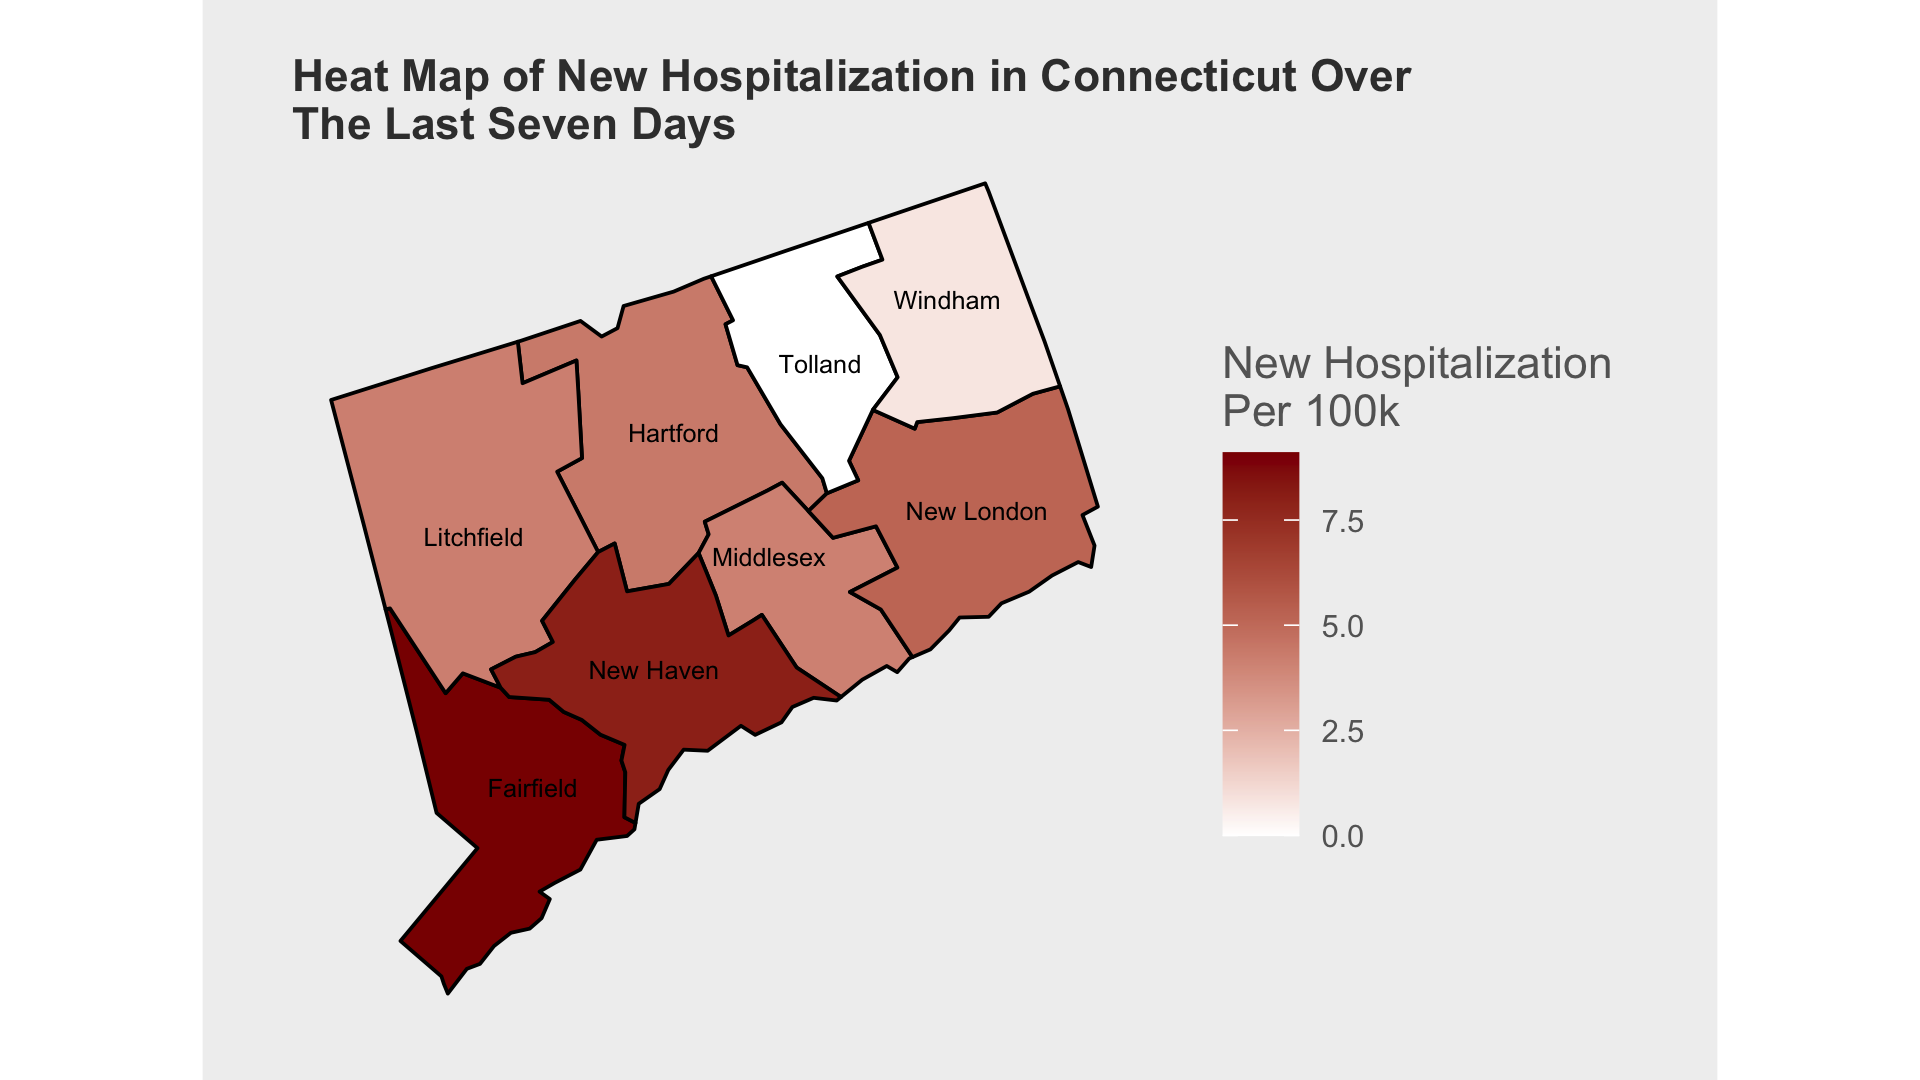 Heat Map of New Hospitalization in Connecticut Over
The Last Seven Days
Windham
Tolland
Hartford
New London
Litchfield
Middlesex
New Haven
Fairfield
New Hospitalization
Per 100k
7.5
5.0
2.5
0.0